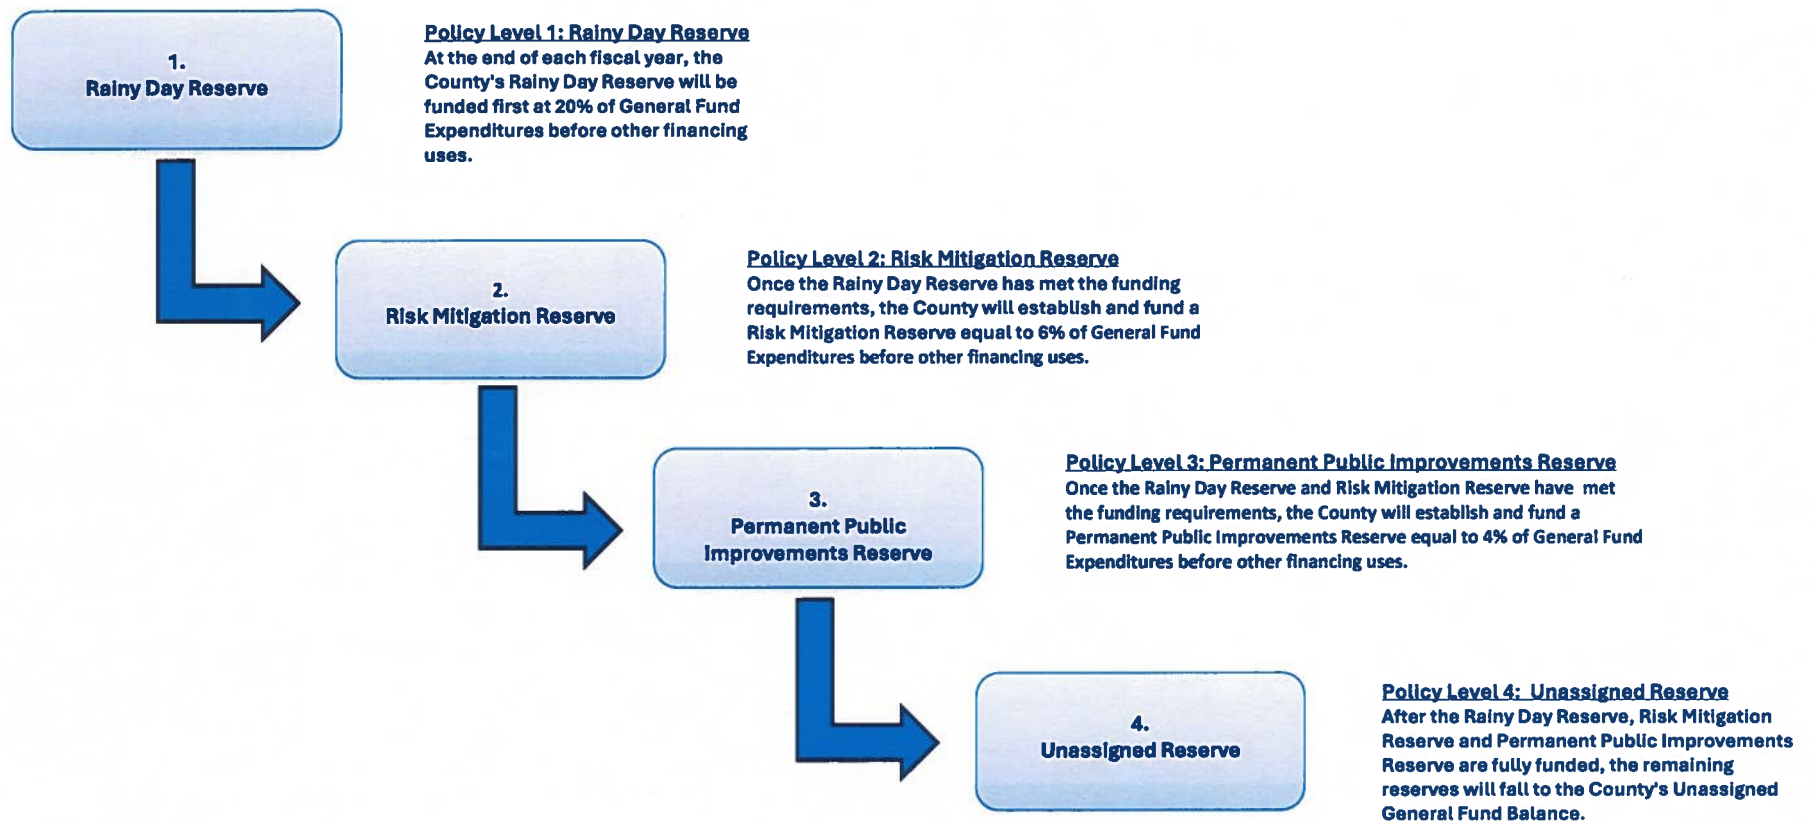 1.
Rainy Day Reserve
Policy Level 1: Rainy Day Reserve
At the end of each fiscal year, the
County's Rainy Day Reserve will be
funded first at 20% of General Fund
Expenditures before other financing
uses.
2.
Risk Mitigation Reserve
Policy Level 2: Risk Mitigation Reserve
Once the Rainy Day Reserve has met the funding
requirements, the County will establish and fund a
Risk Mitigation Reserve equal to 6% of General Fund
Expenditures before other financing uses.
3.
Permanent Public
Improvements Reserve
Policy Level 3: Permanent Public Improvements Reserve
Once the Rainy Day Reserve and Risk Mitigation Reserve have met
the funding requirements, the County will establish and fund a
Permanent Public Improvements Reserve equal to 4% of General Fund
Expenditures before other financing uses.
4.
Unassigned Reserve
Policy Level 4: Unassigned Reserve
After the Rainy Day Reserve, Risk Mitigation
Reserve and Permanent Public Improvements
Reserve are fully funded, the remaining
reserves will fall to the County's Unassigned
General Fund Balance.